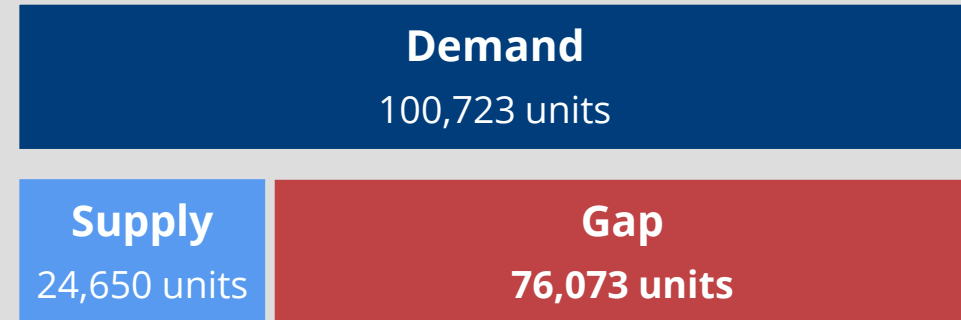 Demand
100,723 units
Supply
24,650 units
Gap
76,073 units